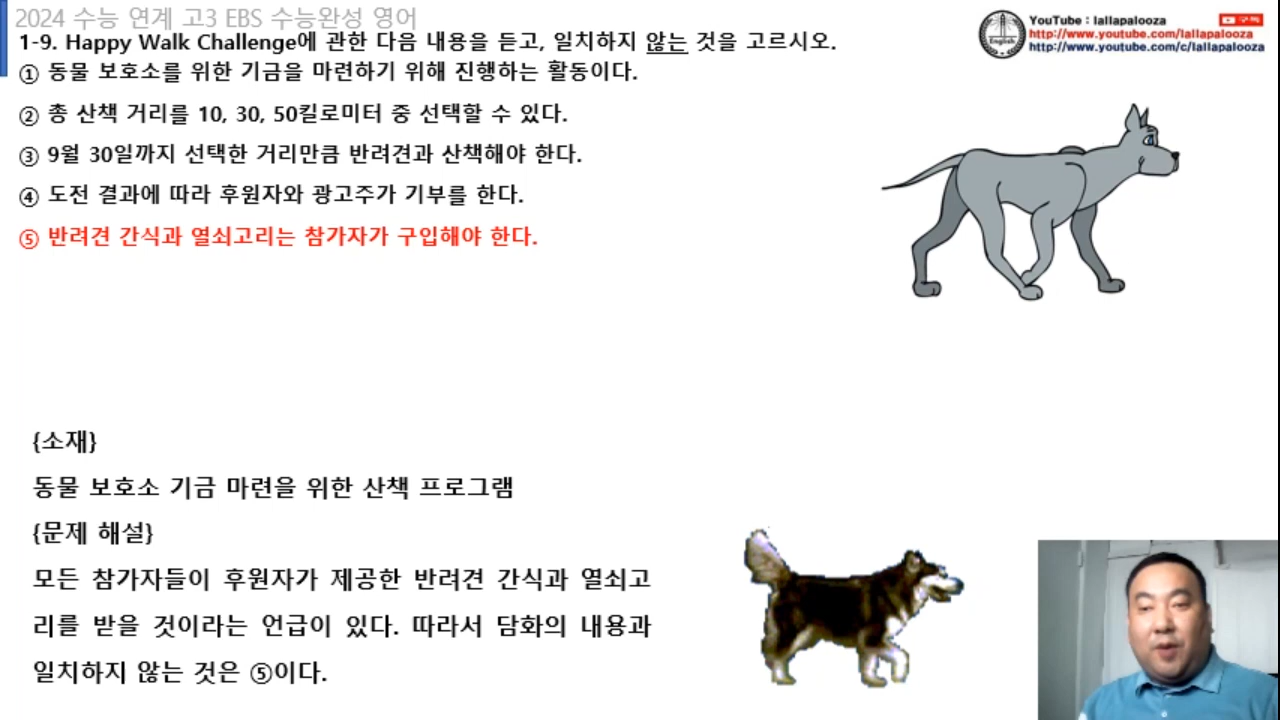 2024 수능 연계 고3 EBS 수능완성 영어
1-9. Happy Walk Challenge에 관한 다음 내용을 듣고, 일치하지 않는 것을 고르시오.
① 동물 보호소를 위한 기금을 마련하기 위해 진행하는 활동이다.
② 총 산책 거리를 10, 30, 50킬로미터 중 선택할 수 있다.
③ 9월 30일까지 선택한 거리만큼 반려견과 산책해야 한다.
④ 도전 결과에 따라 후원자와 광고주가 기부를 한다.
⑤ 반려견 간식과 열쇠고리는 참가자가 구입해야 한다.
YouTube : lallapalooza
구독
http://www.youtube.com/lallapalooza
http://www.youtube.com/c/lallapalooza
English
{소재}
동물 보호소 기금 마련을 위한 산책 프로그램
{문제 해설}
모든 참가자들이 후원자가 제공한 반려견 간식과 열쇠고
리를 받을 것이라는 언급이 있다. 따라서 담화의 내용과
일치하지 않는 것은 ⑤이다.